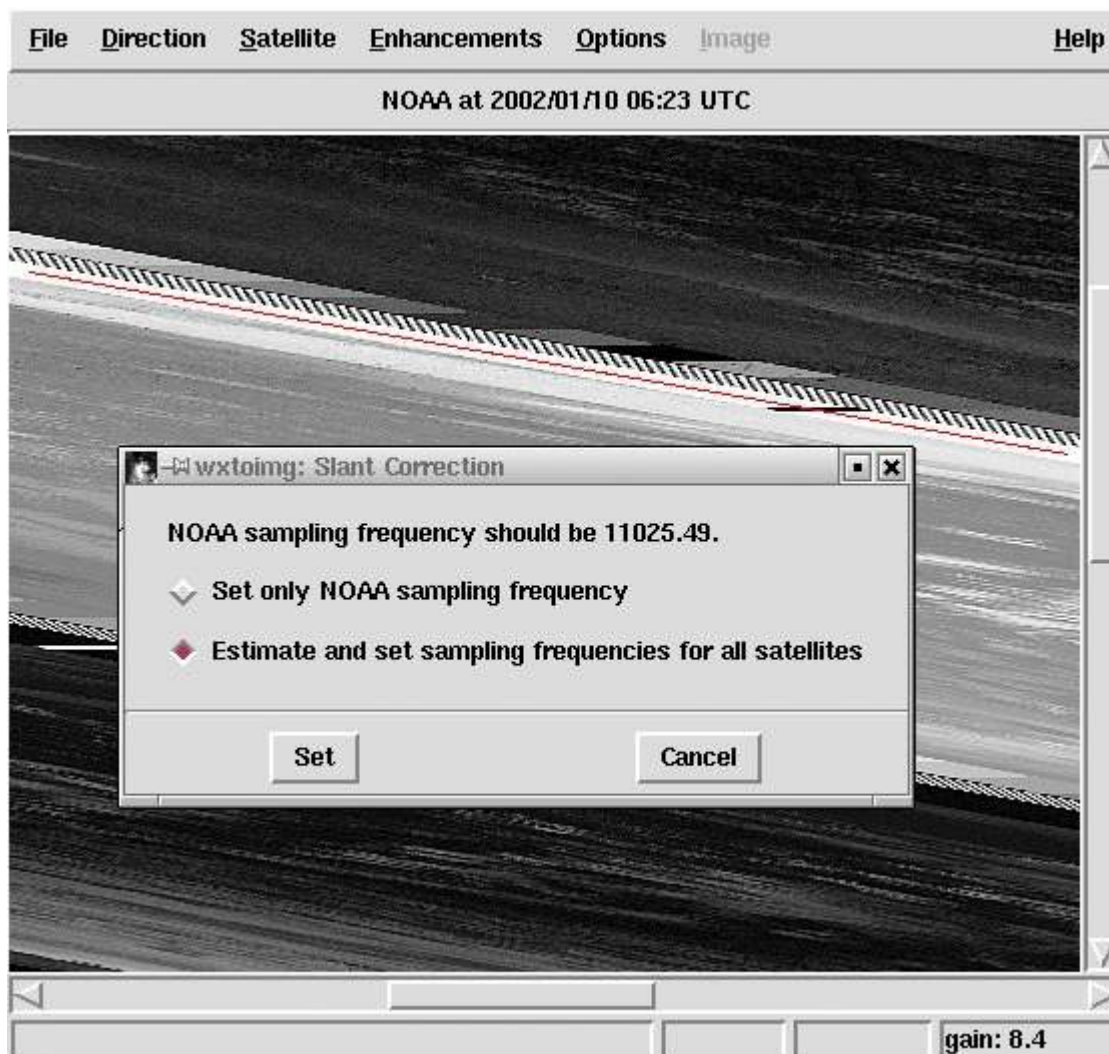 File Direction Satellite Enhancements Options Image Help
NOAA at 2002/01/10 06:23 UTC
wxtoimg: Slant Correction
NOAA sampling frequency should be 11025.49.
Set only NOAA sampling frequency
Estimate and set sampling frequencies for all satellites
Set Cancel
gain: 8.4